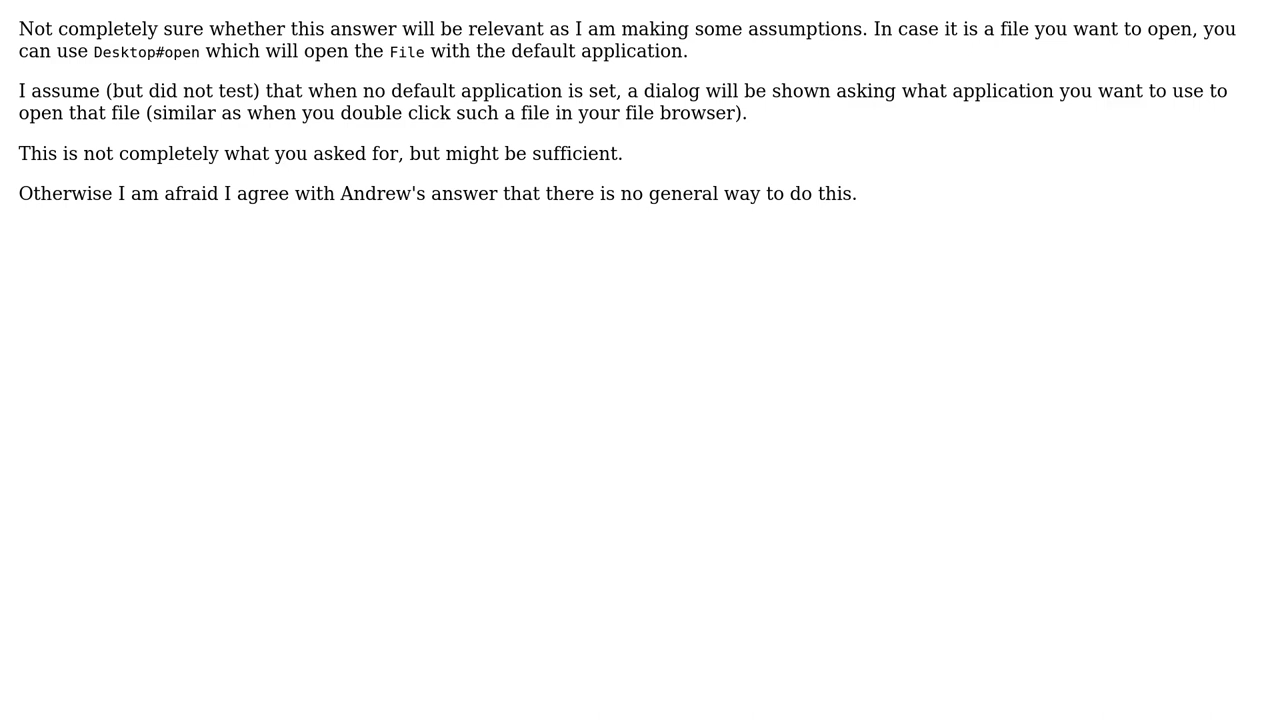 Not completely sure whether this answer will be relevant as I am making some assumptions. In case it is a file you want to open, you
can use Desktop#open which will open the File with the default application.
I assume (but did not test) that when no default application is set, a dialog will be shown asking what application you want to use to
open that file (similar as when you double click such a file in your file browser).
This is not completely what you asked for, but might be sufficient.
Otherwise I am afraid I agree with Andrew's answer that there is no general way to do this.